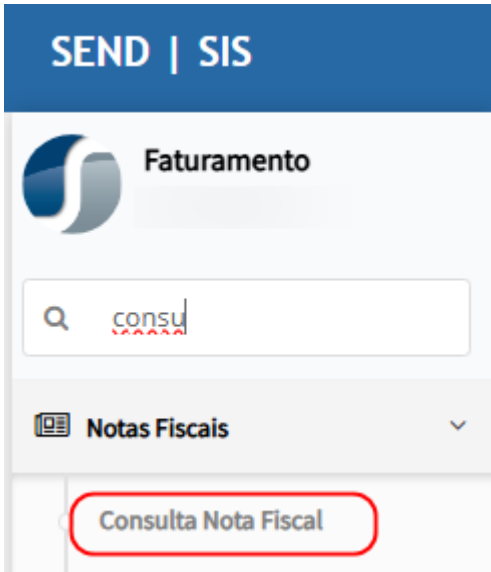 SEND | SIS
Faturamento
consu
Notas Fiscais
Consulta Nota Fiscal